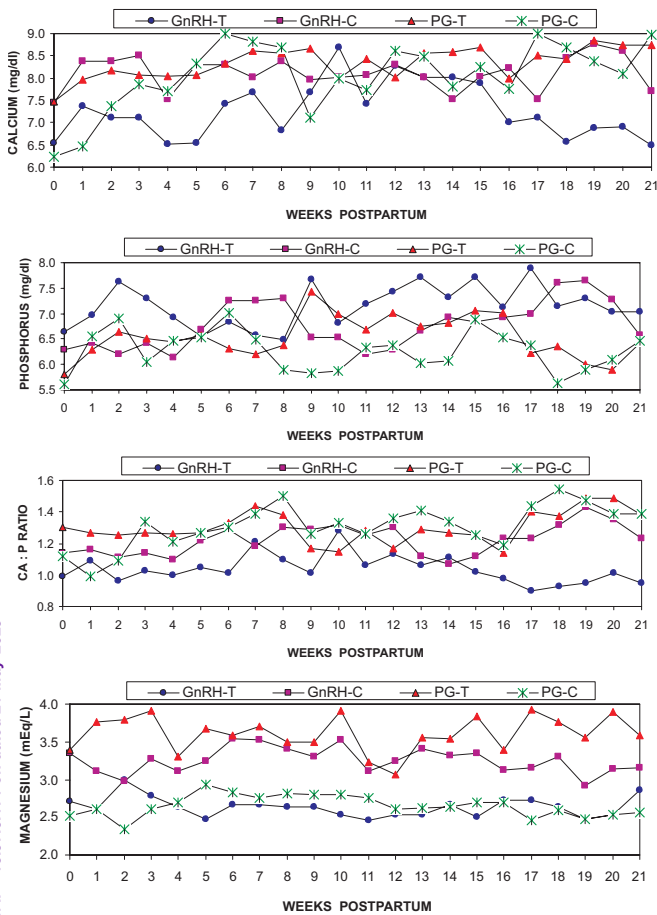 GnRH-T GnRH-C PG-T PG-C
CALCIUM (mg/dl)
9.0
8.5
8.0
7.5
7.0
6.5
6.0
0 1 2 3 4 5 6 7 8 9 10 11 12 13 14 15 16 17 18 19 20 21
WEEKS POSTPARTUM
GnRH-T GnRH-C PG-T PG-C
PHOSPHORUS (mg/dl)
8.0
7.5
7.0
6.5
6.0
5.5
0 1 2 3 4 5 6 7 8 9 10 11 12 13 14 15 16 17 18 19 20 21
WEEKS POSTPARTUM
GnRH-T GnRH-C PG-T PG-C
CA : P RATIO
1.6
1.4
1.2
1.0
0.8
0 1 2 3 4 5 6 7 8 9 10 11 12 13 14 15 16 17 18 19 20 21
WEEKS POSTPARTUM
GnRH-T GnRH-C PG-T PG-C
MAGNESIUM (mEq/L)
4.0
3.5
3.0
2.5
2.0
0 1 2 3 4 5 6 7 8 9 10 11 12 13 14 15 16 17 18 19 20 21
WEEKS POSTPARTUM